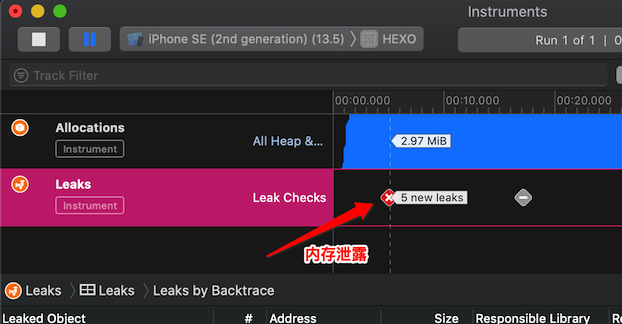 Instruments
iPhone SE (2nd generation) (13.5) 〉 HEXO
Run 1 of 1 | 0
Track Filter
00:00.000 00:10.000 00:20.000
Allocations
Instrument
All Heap &...
2.97 MiB
Leaks
Instrument
Leak Checks
5 new leaks
内存泄露
Leaks 〉 Leaks 〉 Leaks by Backtrace
Leaked Object # Address Size Responsible Library Re